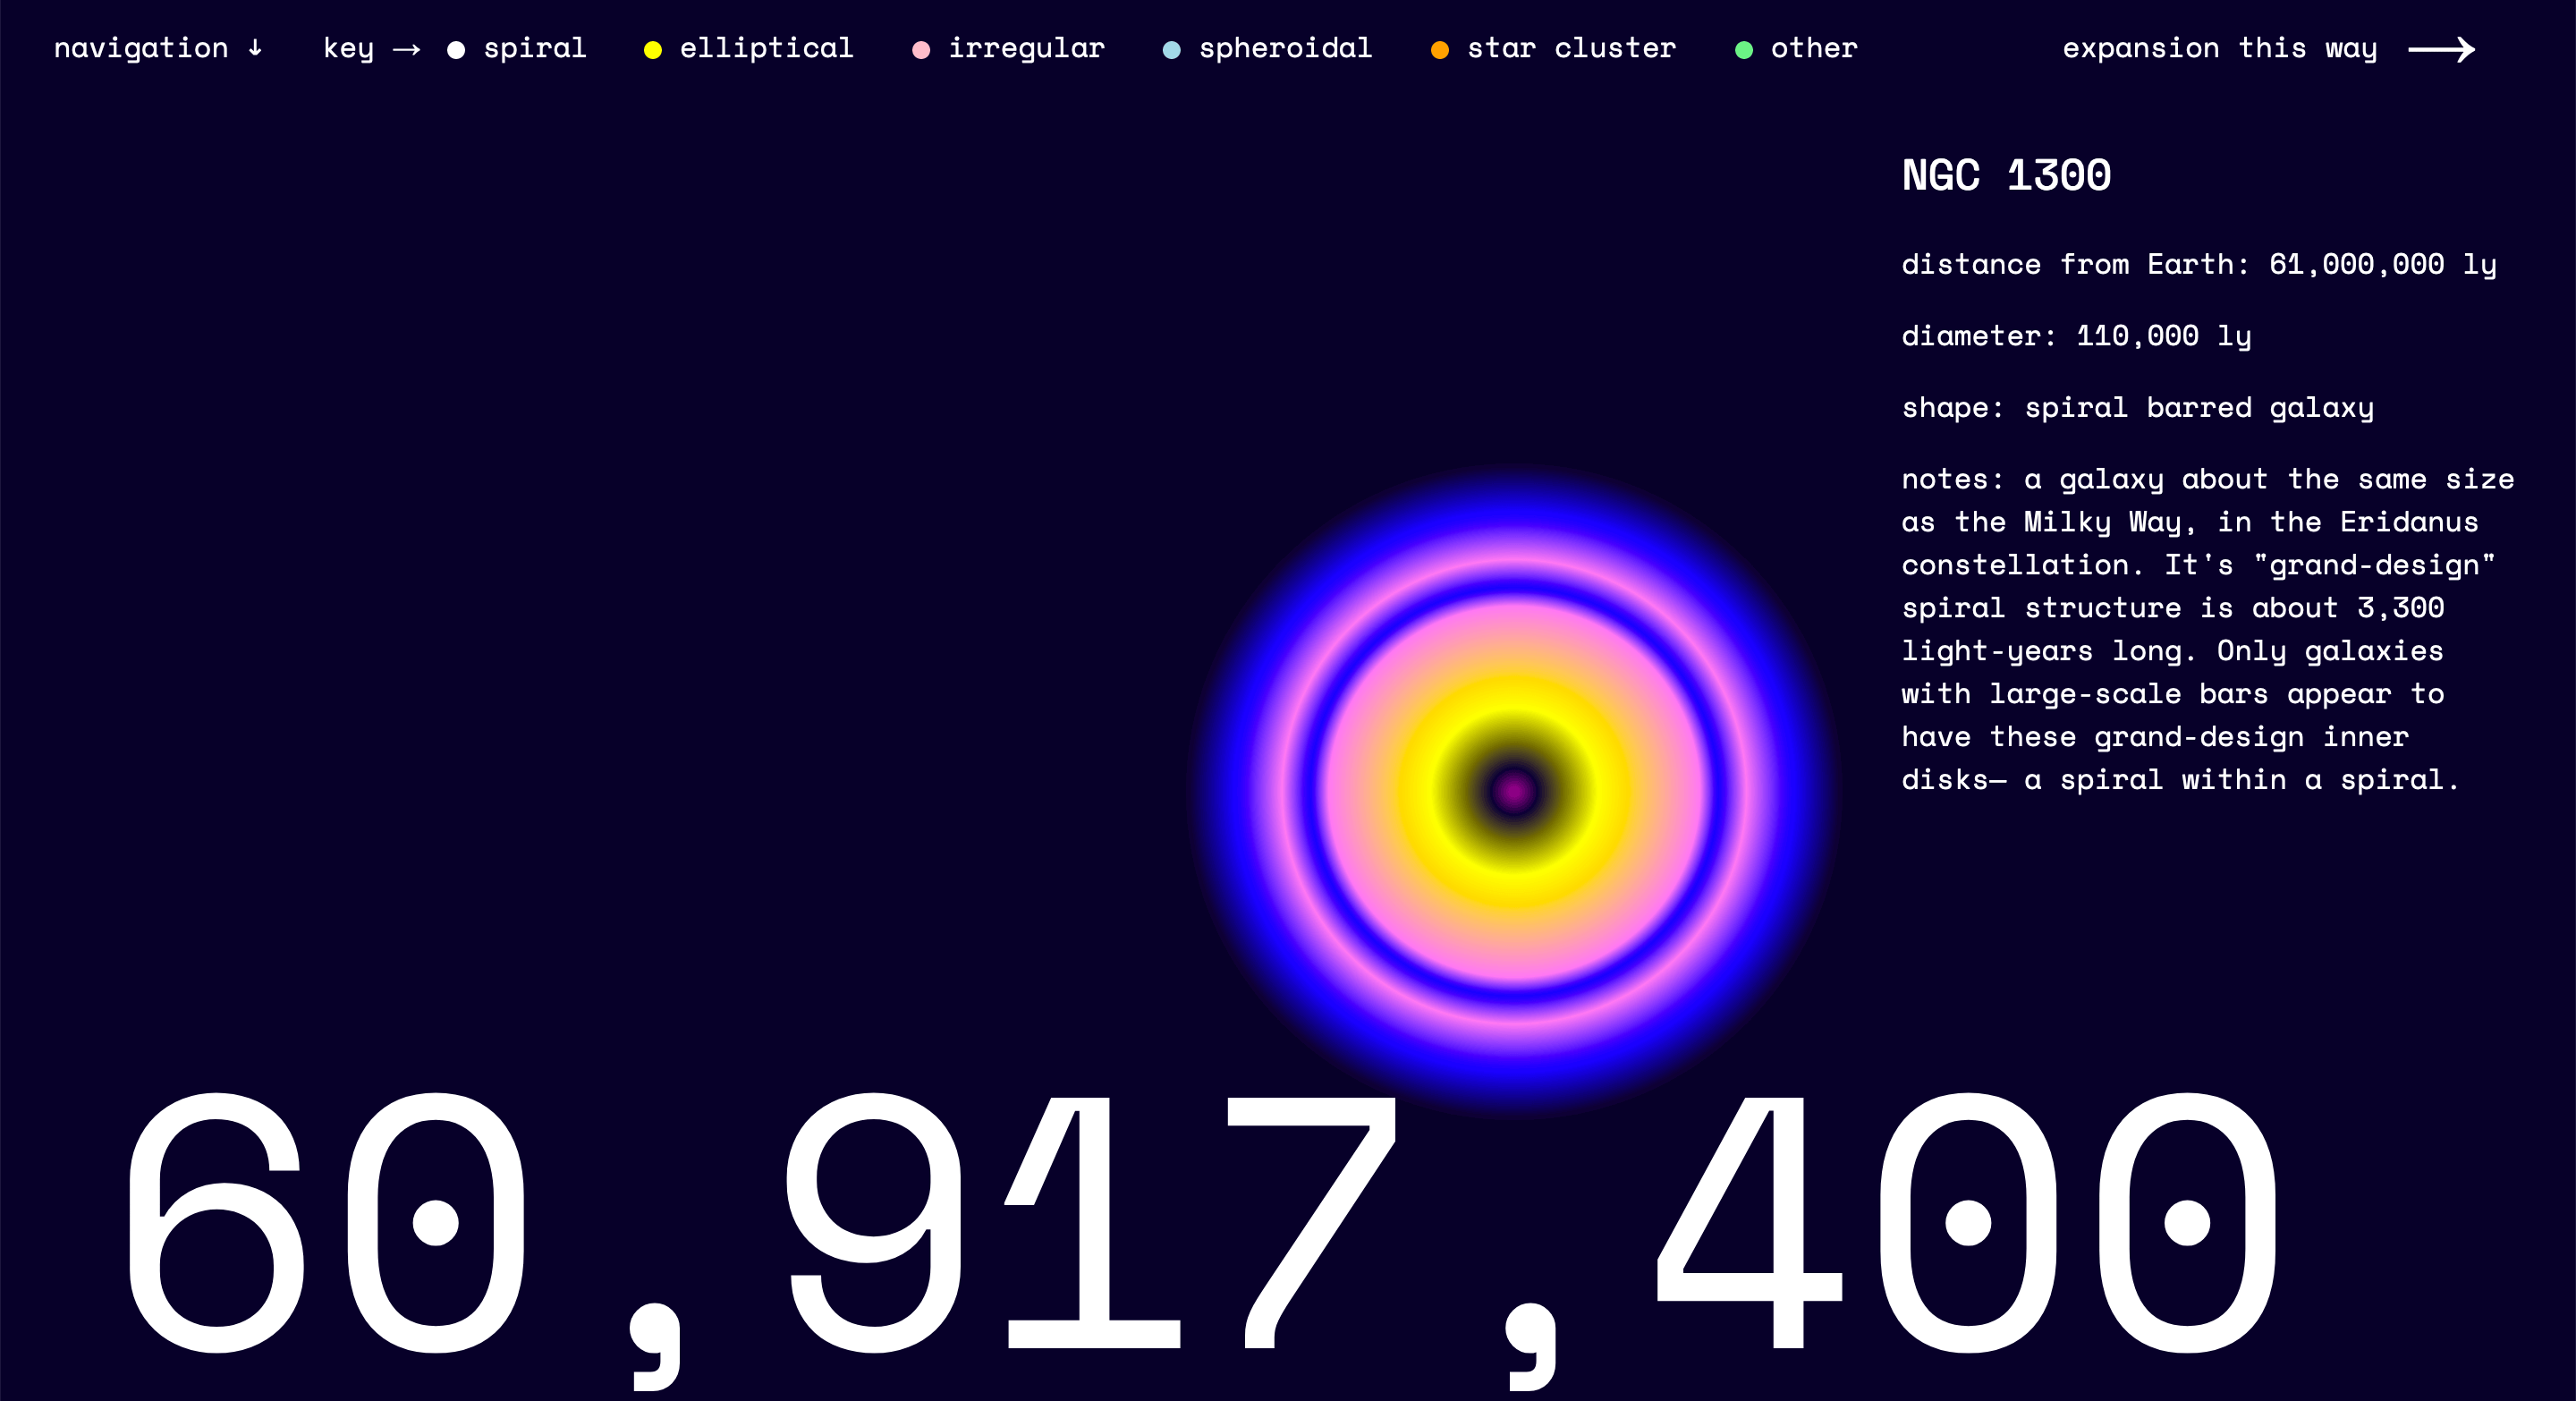 navigation ↓ key → spiral elliptical irregular spheroidal star cluster other expansion this way →
NGC 1300
distance from Earth: 61,000,000 ly
diameter: 110,000 ly
shape: spiral barred galaxy
notes: a galaxy about the same size
as the Milky Way, in the Eridanus
constellation. It's "grand-design"
spiral structure is about 3,300
light-years long. Only galaxies
with large-scale bars appear to
have these grand-design inner
disks— a spiral within a spiral.
60,917,400